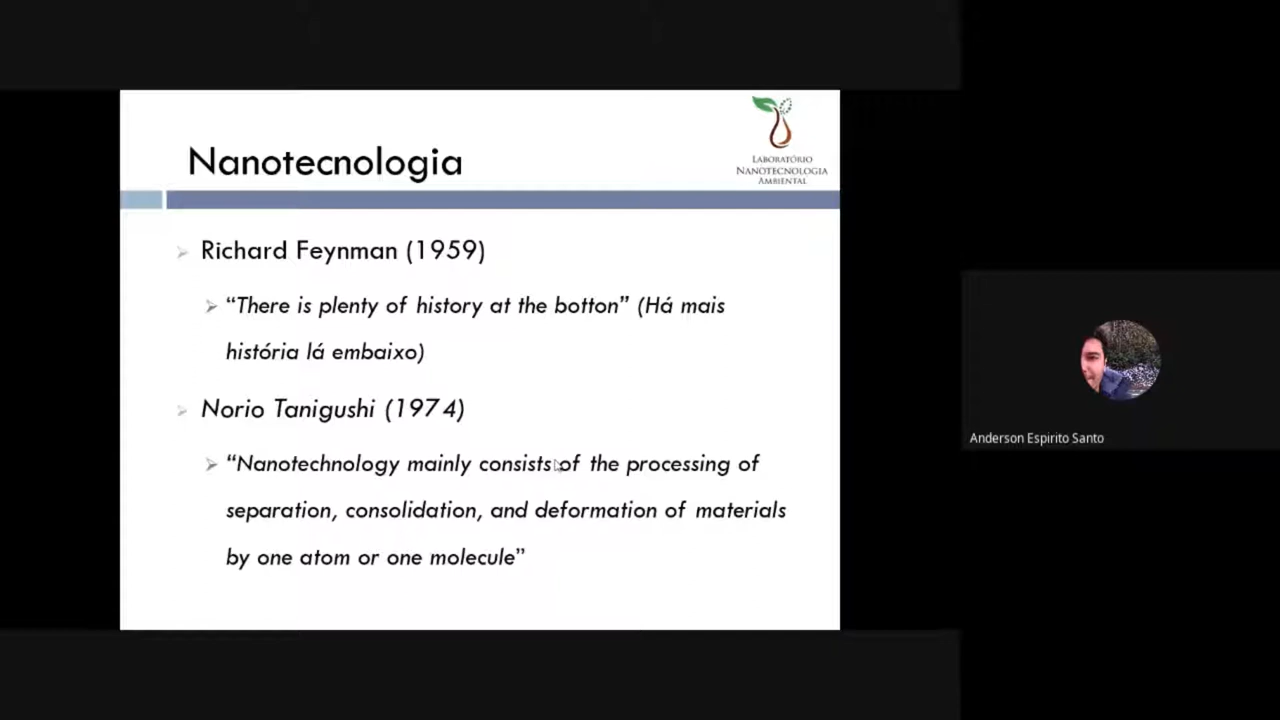 Nanotecnologia
LABORATÓRIO
NANOTECNOLOGIA
AMBIENTAL
Richard Feynman (1959)
“There is plenty of history at the botton” (Há mais
história lá embaixo)
Norio Tanigushi (1974)
“Nanotechnology mainly consists of the processing of
separation, consolidation, and deformation of materials
by one atom or one molecule”
Anderson Espirito Santo